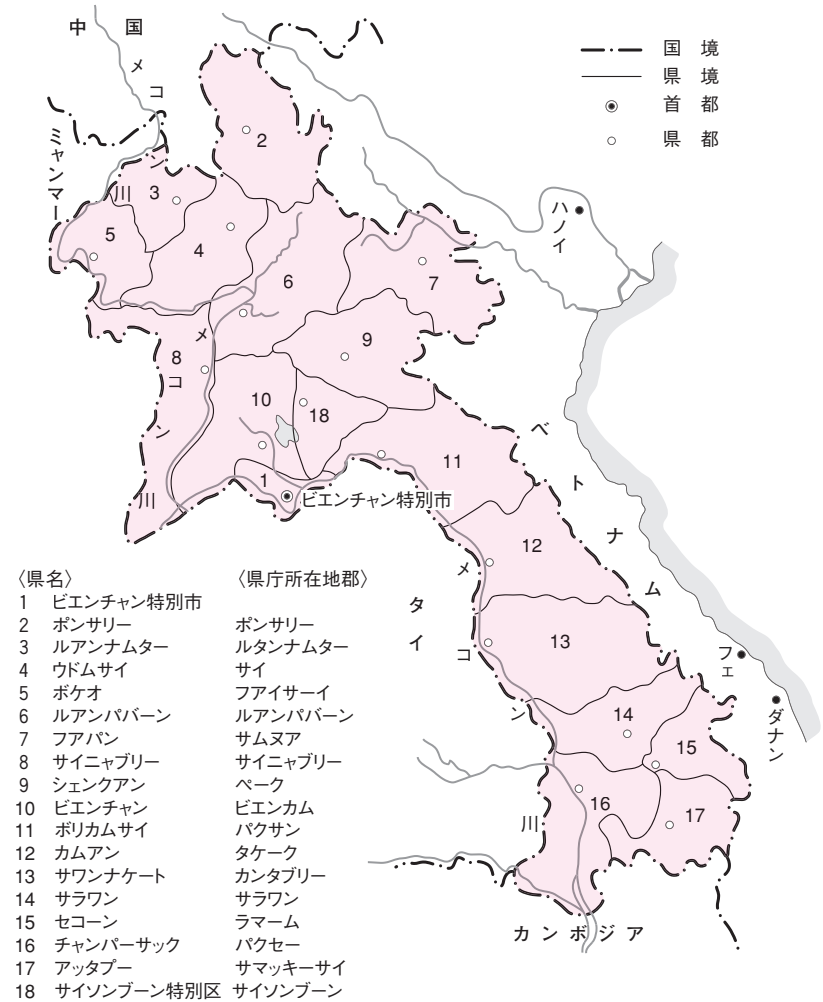 中国
メコン川
ミャンマー
国境
県境
首都
県都
ハノイ
2
3
5
4
6
7
9
8
メコン川
10
18
11
1
ビエンチャン特別市
ベトナム
12
メコン川
タイ
13
フェ
ダナン
14
15
16
17
カンボジア
〈県名〉 〈県庁所在地郡〉
1 ビエンチャン特別市
2 ポンサリー ポンサリー
3 ルアンナムター ルタンナムター
4 ウドムサイ サイ
5 ボケオ フアイサーイ
6 ルアンパバーン ルアンパバーン
7 フアパン サムヌア
8 サイニャブリー サイニャブリー
9 シェンクアン ペーク
10 ビエンチャン ビエンカム
11 ボリカムサイ パクサン
12 カムアン タケーク
13 サワンナケート カンタブリー
14 サラワン サラワン
15 セコーン ラマーム
16 チャンパーサック パクセー
17 アッタプー サマッキーサイ
18 サイソンブーン特別区 サイソンブーン